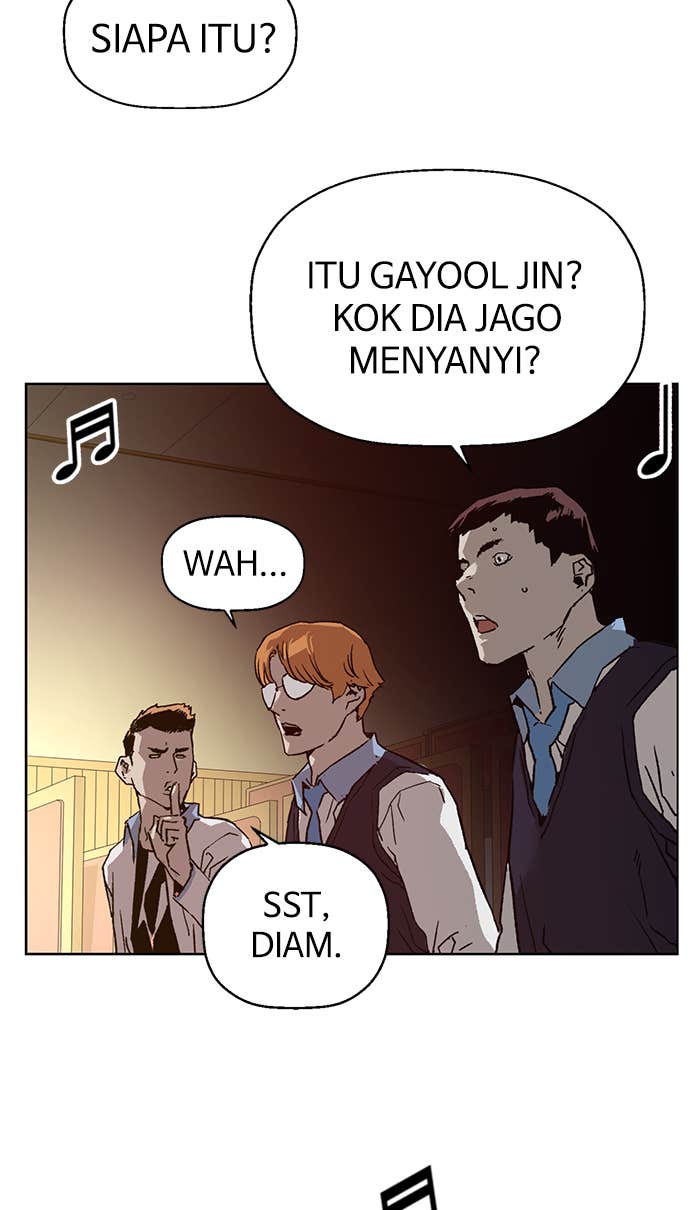 SIAPA ITU?
ITU GAYOOL JIN?
KOK DIA JAGO
MENYANYI?
WAH...
SST,
DIAM.